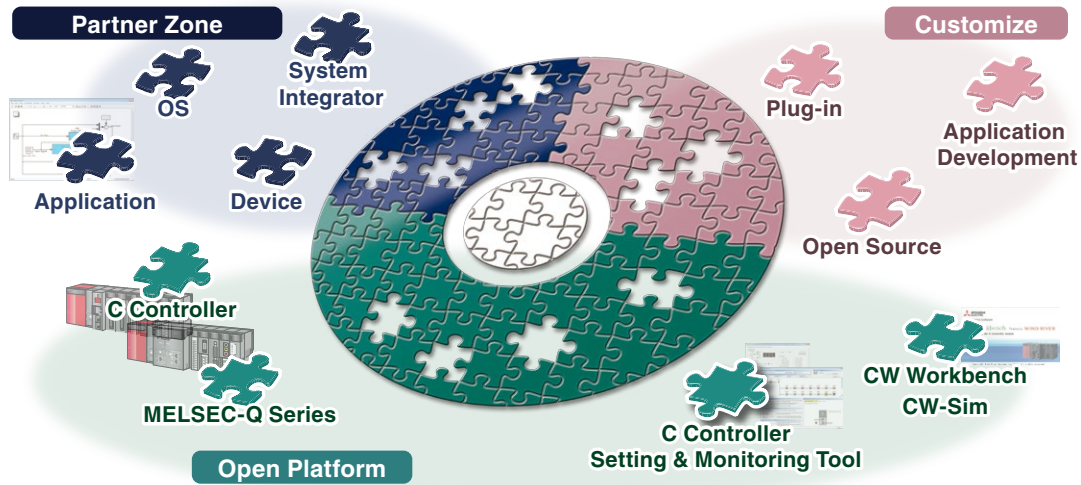 Partner Zone
Customize
OS
System
Integrator
Application
Device
Plug-in
Application
Development
Open Source
C Controller
MELSEC-Q Series
Open Platform
C Controller
Setting & Monitoring Tool
CW Workbench
CW-Sim